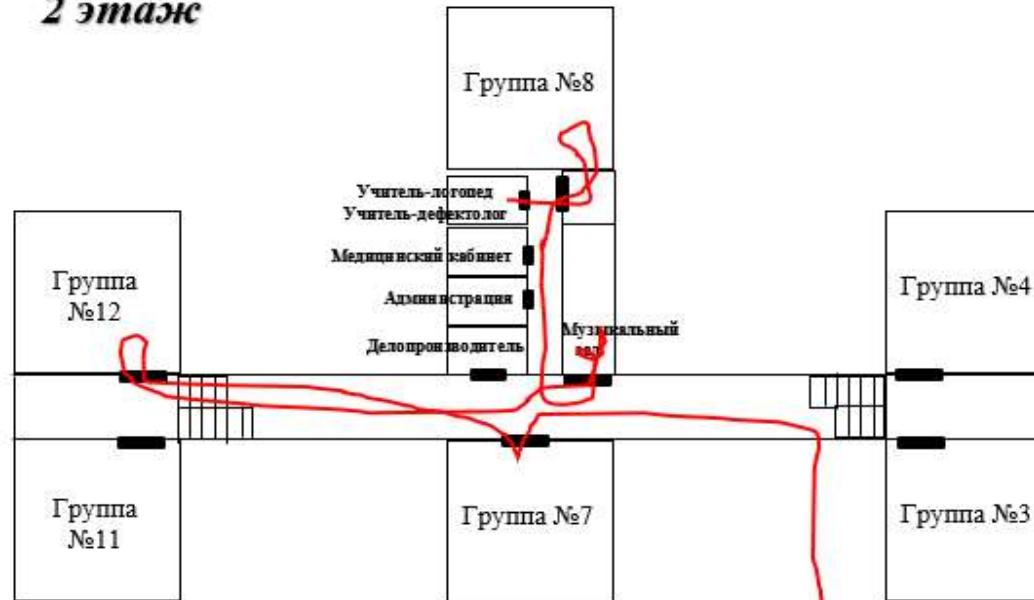 2 этаж
Группа №8
Учитель-логопед
Учитель-дефектолог
Медицинский кабинет
Администрация
Делопроизводитель
Музыкальный
зал
Группа
№12
Группа №4
Группа
№11
Группа №7
Группа №3